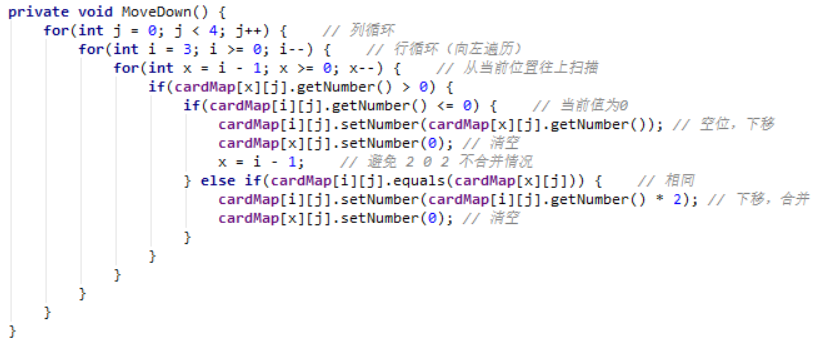 private void MoveDown() {
    for(int j = 0; j < 4; j++) {    // 列循环
        for(int i = 3; i >= 0; i--) {    // 行循环（向左遍历）
            for(int x = i - 1; x >= 0; x--) {    // 从当前位置往上扫描
                if(cardMap[x][j].getNumber() > 0) {
                    if(cardMap[i][j].getNumber() <= 0) {    // 当前值为0
                        cardMap[i][j].setNumber(cardMap[x][j].getNumber()); // 空位，下移
                        cardMap[x][j].setNumber(0); // 清空
                        x = i - 1;    // 避免 2 0 2 不合并情况
                    } else if(cardMap[i][j].equals(cardMap[x][j])) {    // 相同
                        cardMap[i][j].setNumber(cardMap[i][j].getNumber() * 2); // 下移，合并
                        cardMap[x][j].setNumber(0); // 清空
                    }
                }
            }
        }
    }
}